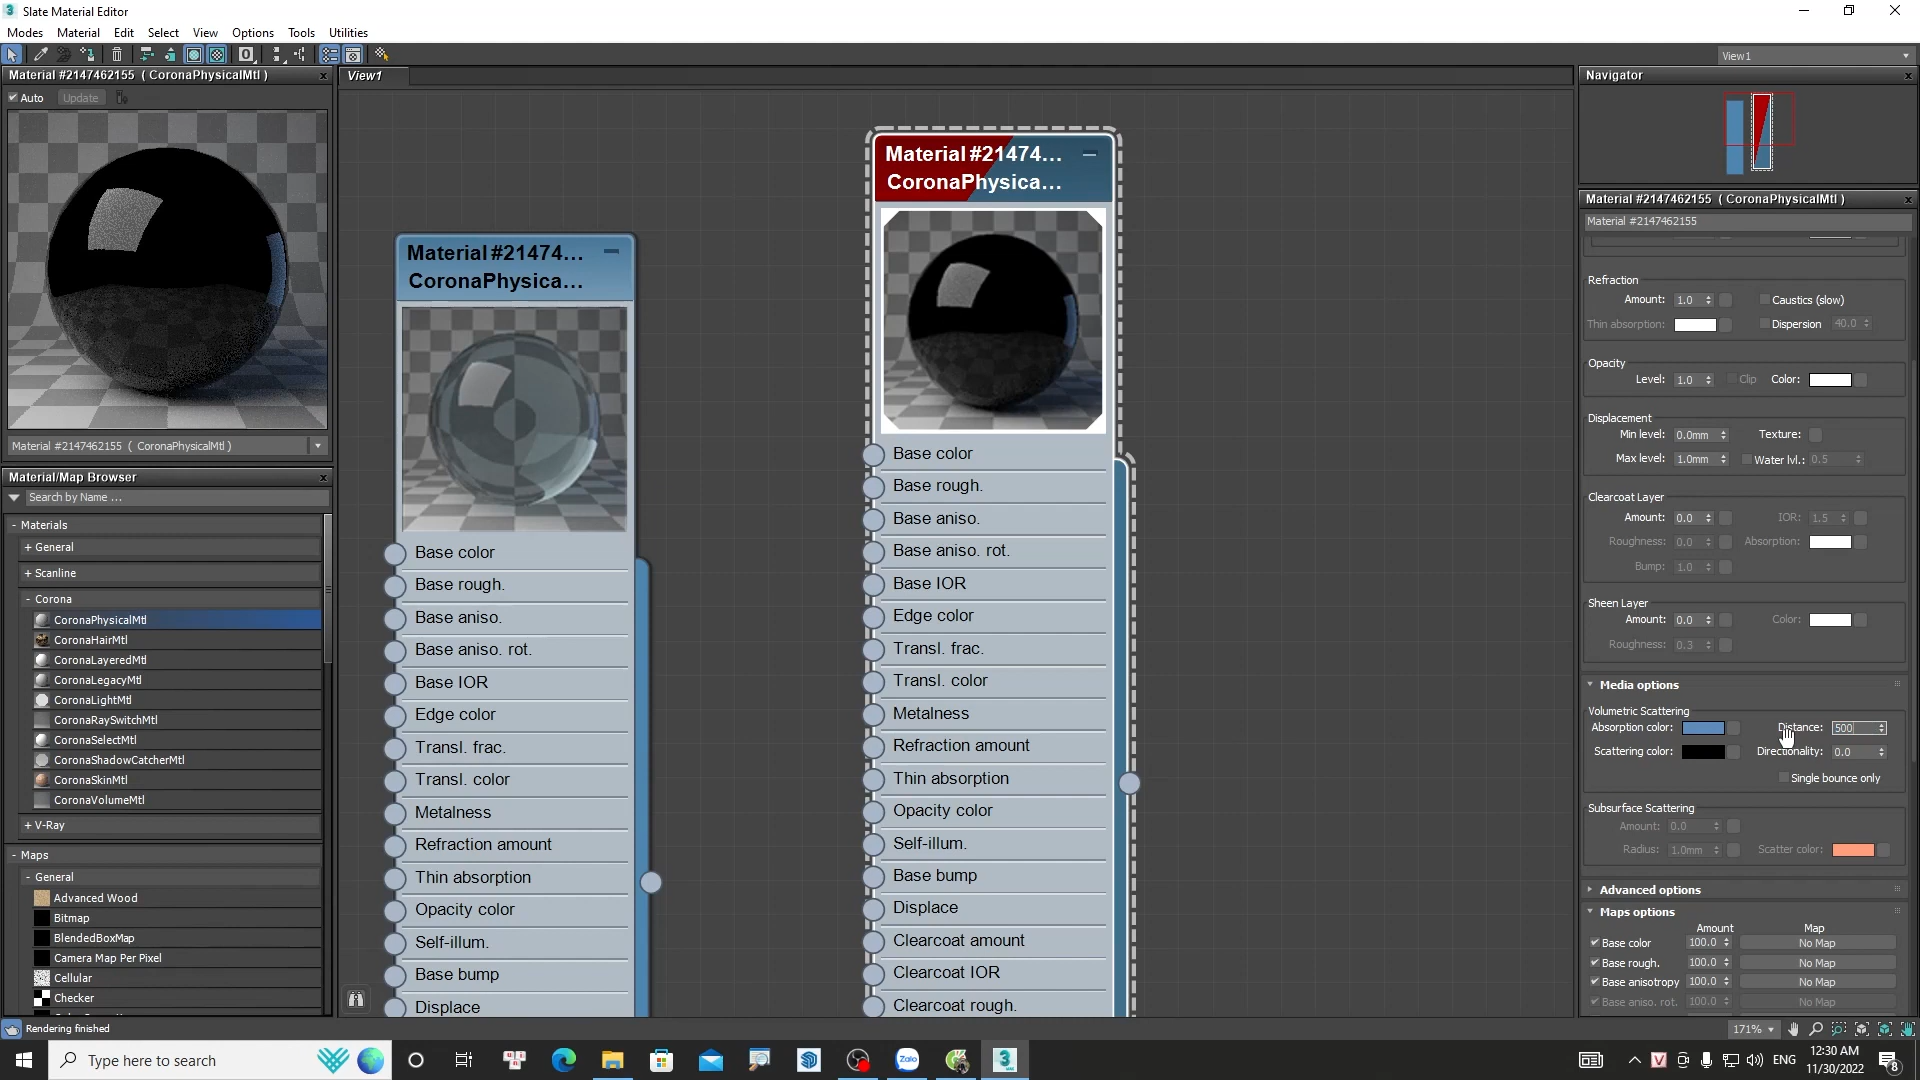 Slate Material Editor
Modes Material Edit Select View Options Tools Utilities
View1
Material #2147462155 ( CoronaPhysicalMtl )
Auto Update
Material #2147462155 ( CoronaPhysicalMtl )
Material/Map Browser
Search by Name ...
- Materials
+ General
+ Scanline
- Corona
CoronaPhysicalMtl
CoronaHairMtl
CoronaLayeredMtl
CoronaLegacyMtl
CoronaLightMtl
CoronaRaySwitchMtl
CoronaSelectMtl
CoronaShadowCatcherMtl
CoronaSkinMtl
CoronaVolumeMtl
+ V-Ray
- Maps
- General
Advanced Wood
Bitmap
BlendedBoxMap
Camera Map Per Pixel
Cellular
Checker
Rendering finished
View1
Material #21474...
CoronaPhysica...
Base color
Base rough.
Base aniso.
Base aniso. rot.
Base IOR
Edge color
Transl. frac.
Transl. color
Metalness
Refraction amount
Thin absorption
Opacity color
Self-illum.
Base bump
Displace
Material #21474...
CoronaPhysica...
Base color
Base rough.
Base aniso.
Base aniso. rot.
Base IOR
Edge color
Transl. frac.
Transl. color
Metalness
Refraction amount
Thin absorption
Opacity color
Self-illum.
Base bump
Displace
Clearcoat amount
Clearcoat IOR
Clearcoat rough.
Navigator
Material #2147462155 ( CoronaPhysicalMtl )
Material #2147462155
Refraction
Amount: 1.0 Caustics (slow)
Thin absorption: Dispersion 40.0
Opacity
Level: 1.0 Clip Color:
Displacement
Min level: 0.0mm Texture:
Max level: 1.0mm Water lvl.: 0.5
Clearcoat Layer
Amount: 0.0 IOR: 1.5
Roughness: 0.0 Absorption:
Bump: 1.0
Sheen Layer
Amount: 0.0 Color:
Roughness: 0.3
Media options
Volumetric Scattering
Absorption color: Distance: 500
Scattering color: Directionality: 0.0
Single bounce only
Subsurface Scattering
Amount: 0.0
Radius: 1.0mm Scatter color:
Advanced options
Maps options
Amount Map
Base color 100.0 No Map
Base rough. 100.0 No Map
Base anisotropy 100.0 No Map
Base aniso. rot. 100.0 No Map
171%
Type here to search
ENG
12:30 AM
11/30/2022
8